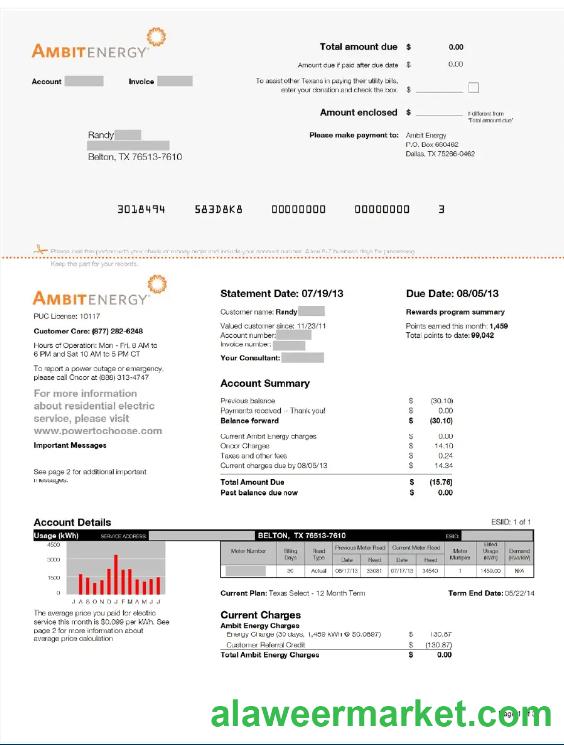 AMBITENERGY
Total amount due $ 0.00
Amount due if paid after due date $ 0.00
Account Invoice
To assist other Texans in paying their utility bills,
enter your donation and check the box. $
Amount enclosed $ If different from
"Total amount due"
Randy
Please make payment to: Ambit Energy
P.O. Box 660462
Dallas, TX 75266-0462
Belton, TX 76513-7610
3018494 583D8K8 00000000 00000000 3
Please mail this portion with your check or money order and include your account number. Allow 5-7 business days for processing.
Keep the part for your records.
AMBITENERGY
PUC License: 10117
Customer Care: (877) 282-6248
Hours of Operation: Mon - Fri, 8 AM to
6 PM and Sat 10 AM to 5 PM CT
To report a power outage or emergency,
please call Oncor at (888) 313-4747
For more information
about residential electric
service, please visit
www.powertochoose.com
Important Messages
See page 2 for additional important
messages.
Statement Date: 07/19/13
Customer name: Randy
Valued customer since: 11/23/11
Account number:
Invoice number:
Your Consultant:
Due Date: 08/05/13
Rewards program summary
Points earned this month: 1,459
Total points to date: 99,042
Account Summary
Previous balance $ (30.10)
Payments received – Thank you! $ 0.00
Balance forward $ (30.10)
Current Ambit Energy charges $ 0.00
Oncor Charges $ 14.10
Taxes and other fees $ 0.24
Current charges due by 08/05/13 $ 14.34
Total Amount Due $ (15.76)
Past balance due now $ 0.00
Account Details ESIID: 1 of 1
Usage (kWh) SERVICE ADDRESS: BELTON, TX 76513-7610 ESIID:
4500
3000
1500
0
J A S O N D J F M A M J J
The average price you paid for electric
service this month is $0.099 per kWh. See
page 2 for more information about
average price calculation
Meter Number Billing Days Read Type Previous Meter Read Current Meter Read Meter Multiplier Billed Usage (kWh) Demand (KW/KVA)
Date Read Date Read
30 Actual 06/17/13 33081 07/17/13 34540 1 1459.00 N/A
Current Plan: Texas Select - 12 Month Term Term End Date: 05/22/14
Current Charges
Ambit Energy Charges
Energy Charge (30 days, 1,459 kWh @ $0.0897) $ 130.87
Customer Referral Credit $ (130.87)
Total Ambit Energy Charges $ 0.00
alaweermarket.com